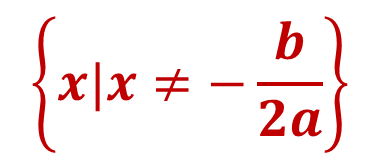 {x|x ≠ − b/2a}